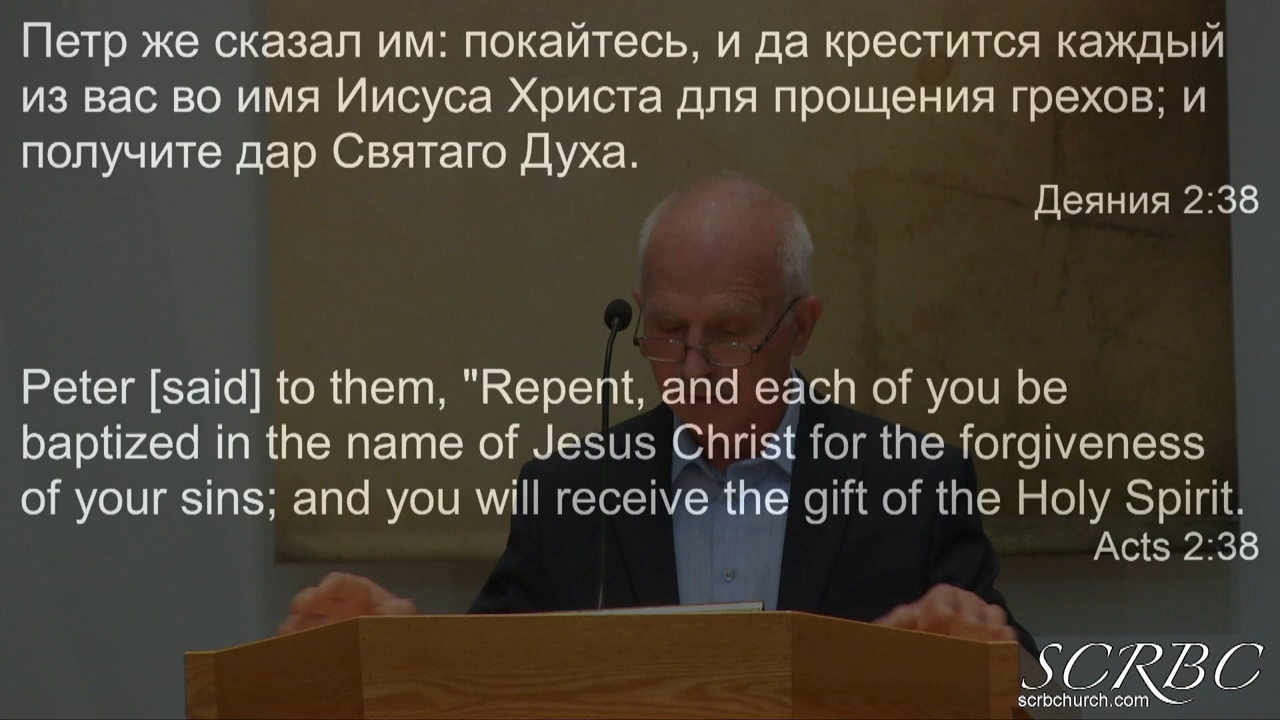 Петр же сказал им: покайтесь, и да крестится каждый
из вас во имя Иисуса Христа для прощения грехов; и
получите дар Святаго Духа.
Деяния 2:38
Peter [said] to them, "Repent, and each of you be
baptized in the name of Jesus Christ for the forgiveness
of your sins; and you will receive the gift of the Holy Spirit.
Acts 2:38
SCRBC
scrbchurch.com